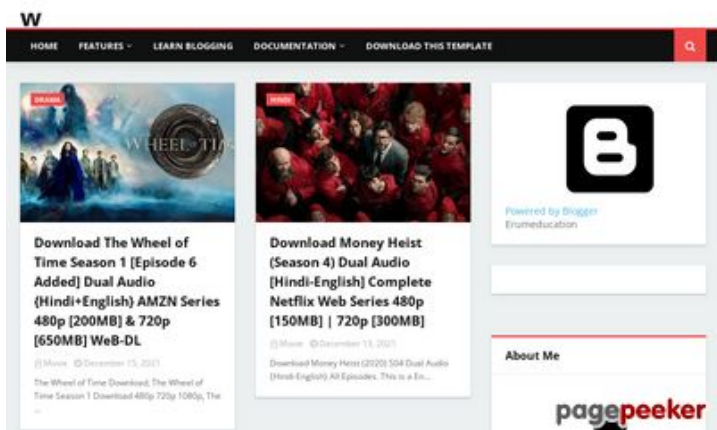 w
HOME FEATURES LEARN BLOGGING DOCUMENTATION DOWNLOAD THIS TEMPLATE
DRAMA
WHEEL TIM
Download The Wheel of
Time Season 1 [Episode 6
Added] Dual Audio
{Hindi+English} AMZN Series
480p [200MB] & 720p
[650MB] WeB-DL
Movie December 15, 2021
The Wheel of Time Download; The Wheel of
Time Season 1 Download 480p 720p 1080p, The
...
HINDI
Download Money Heist
(Season 4) Dual Audio
[Hindi-English] Complete
Netflix Web Series 480p
[150MB] | 720p [300MB]
Movie December 13, 2021
Download Money Heist (2020) S04 Dual Audio
(Hindi-English) All Episodes. This is a En...
Powered by Blogger
Erumeducation
About Me
pagepeeker